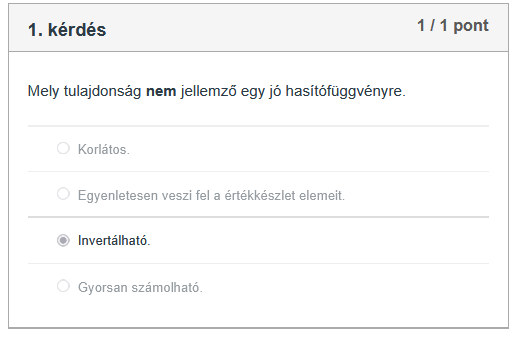 1. kérdés
1 / 1 pont
Mely tulajdonság nem jellemző egy jó hasítófüggvényre.
Korlátos.
Egyenletesen veszi fel a értékkészlet elemeit.
Invertálható.
Gyorsan számolható.